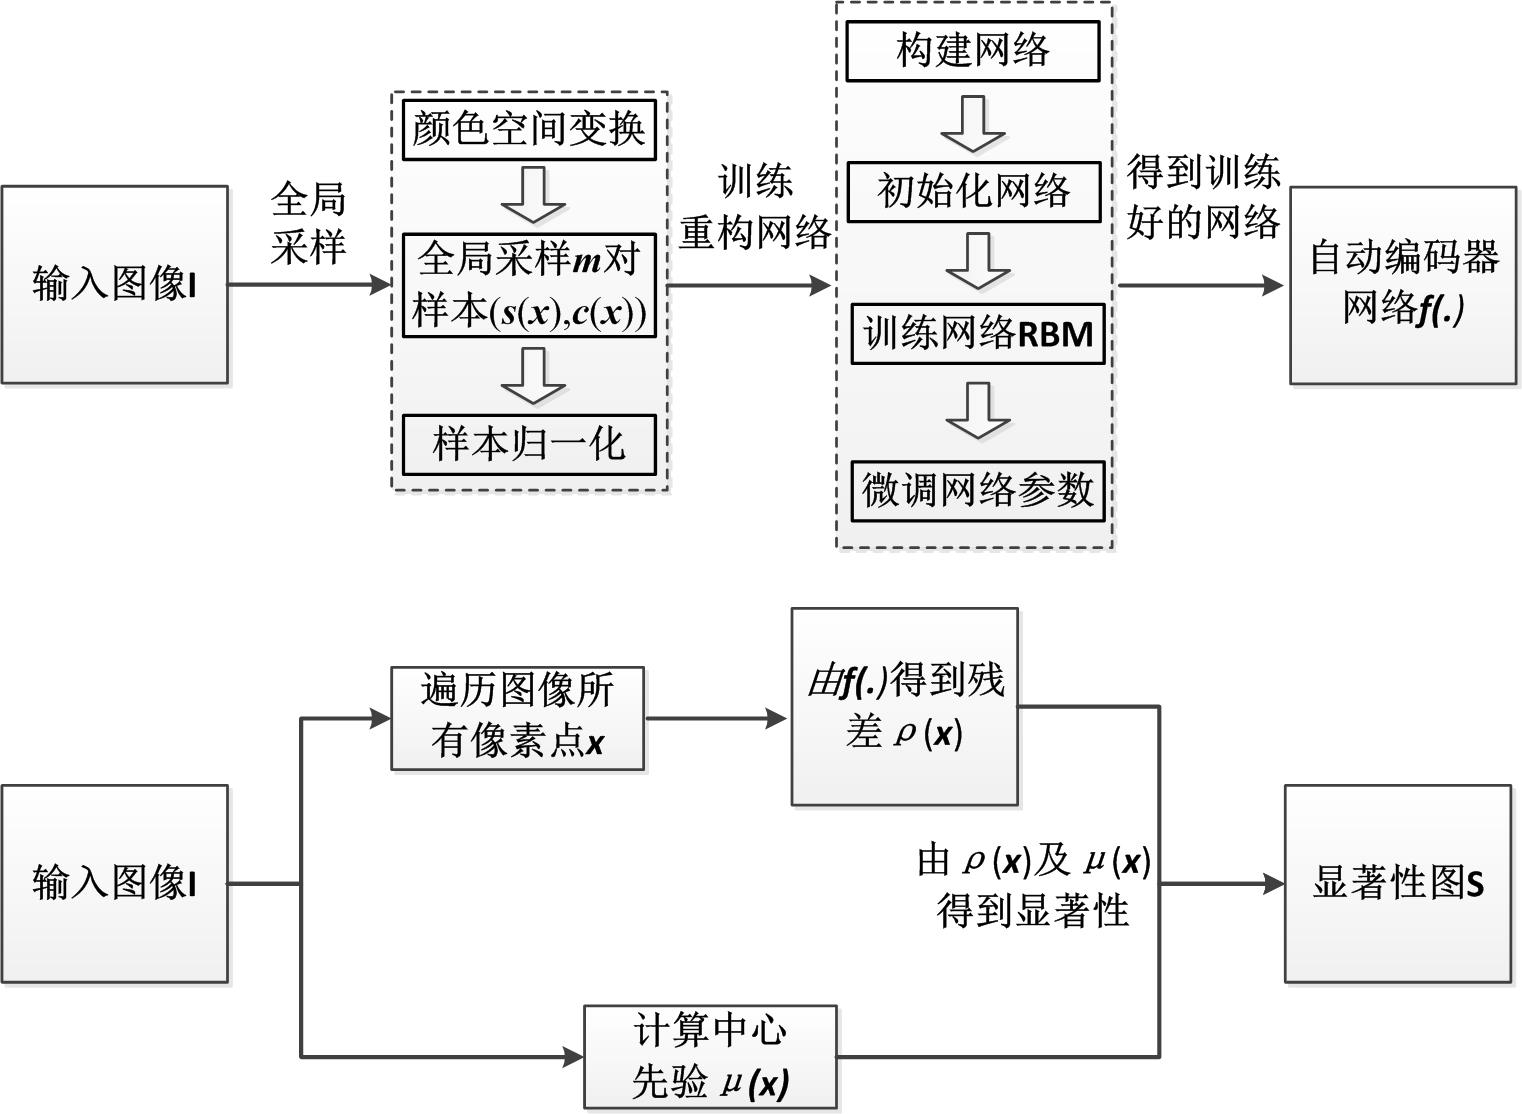 输入图像I
全局
采样
颜色空间变换
全局采样m对
样本(s(x),c(x))
样本归一化
训练
重构网络
构建网络
初始化网络
训练网络RBM
微调网络参数
得到训练
好的网络
自动编码器
网络f(.)
输入图像I
遍历图像所
有像素点x
由f(.)得到残
差ρ(x)
计算中心
先验μ(x)
由ρ(x)及μ(x)
得到显著性
显著性图S